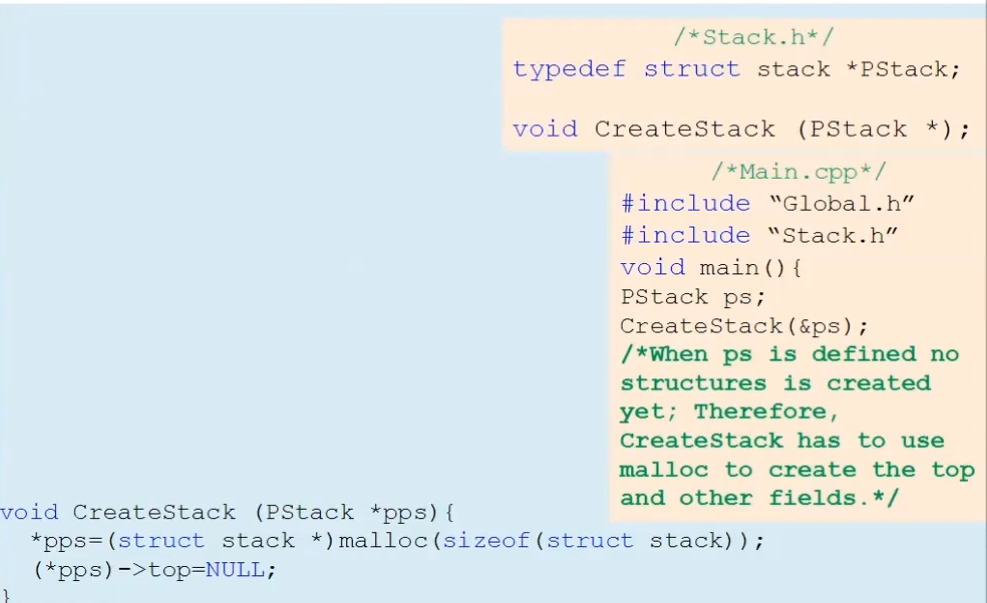 /*Stack.h*/
typedef struct stack *PStack;
void CreateStack (PStack *);
/*Main.cpp*/
#include “Global.h”
#include “Stack.h”
void main(){
PStack ps;
CreateStack(&ps);
/*When ps is defined no
structures is created
yet; Therefore,
CreateStack has to use
malloc to create the top
and other fields.*/
void CreateStack (PStack *pps){
*pps=(struct stack *)malloc(sizeof(struct stack));
(*pps)->top=NULL;
}